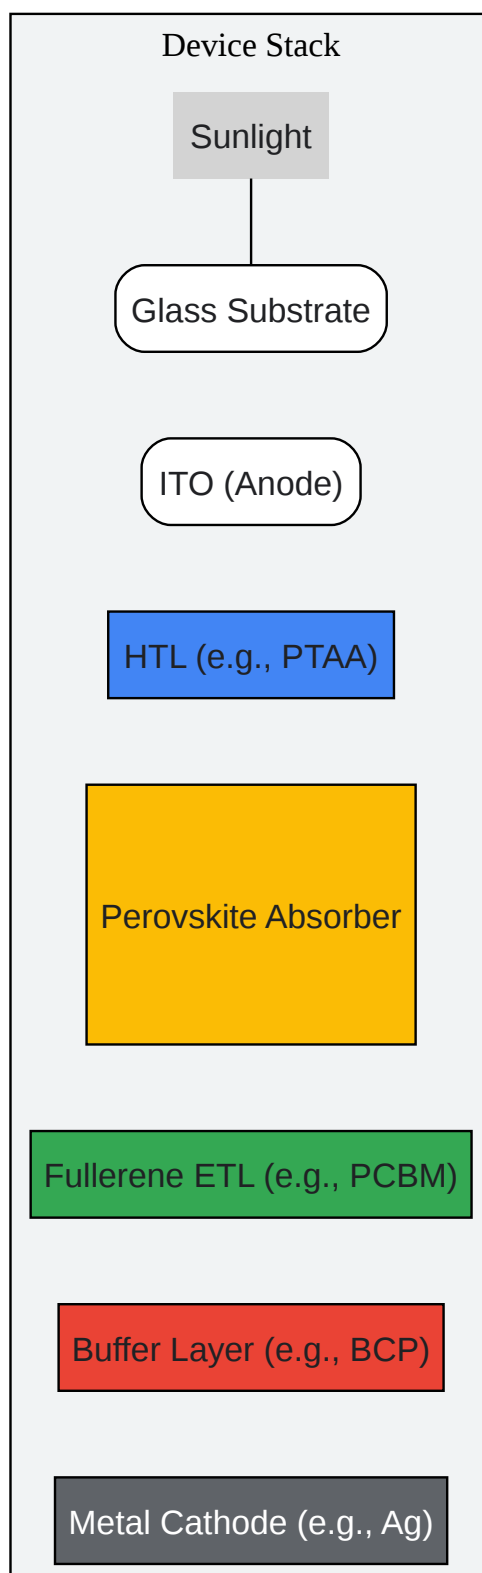 Device Stack
Sunlight
Glass Substrate
ITO (Anode)
HTL (e.g., PTAA)
Perovskite Absorber
Fullerene ETL (e.g., PCBM)
Buffer Layer (e.g., BCP)
Metal Cathode (e.g., Ag)